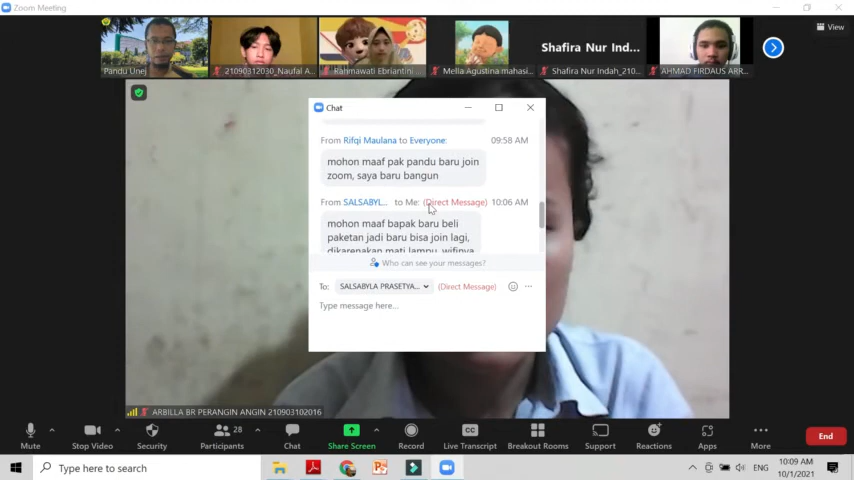 Zoom Meeting
View
Pandu Unej
21090312030_Naufal A...
Rahmawati Ebriantini ...
Mella Agustina mahasi...
Shafira Nur Ind...
Shafira Nur Indah_210...
AHMAD FIRDAUS ARR...
Chat
From Rifqi Maulana to Everyone: 09:58 AM
mohon maaf pak pandu baru join
zoom, saya baru bangun
From SALSABYL... to Me: (Direct Message) 10:06 AM
mohon maaf bapak baru beli
paketan jadi baru bisa join lagi,
dikarenakan mati lampu, wifinya
Who can see your messages?
To: SALSABYLA PRASETYA... (Direct Message)
Type message here...
ARBILLA BR PERANGIN ANGIN 210903102016
Mute
Stop Video
Security
Participants
28
Chat
Share Screen
Record
CC
Live Transcript
Breakout Rooms
Support
Reactions
Apps
More
End
Type here to search
ENG
10:09 AM
10/1/2021